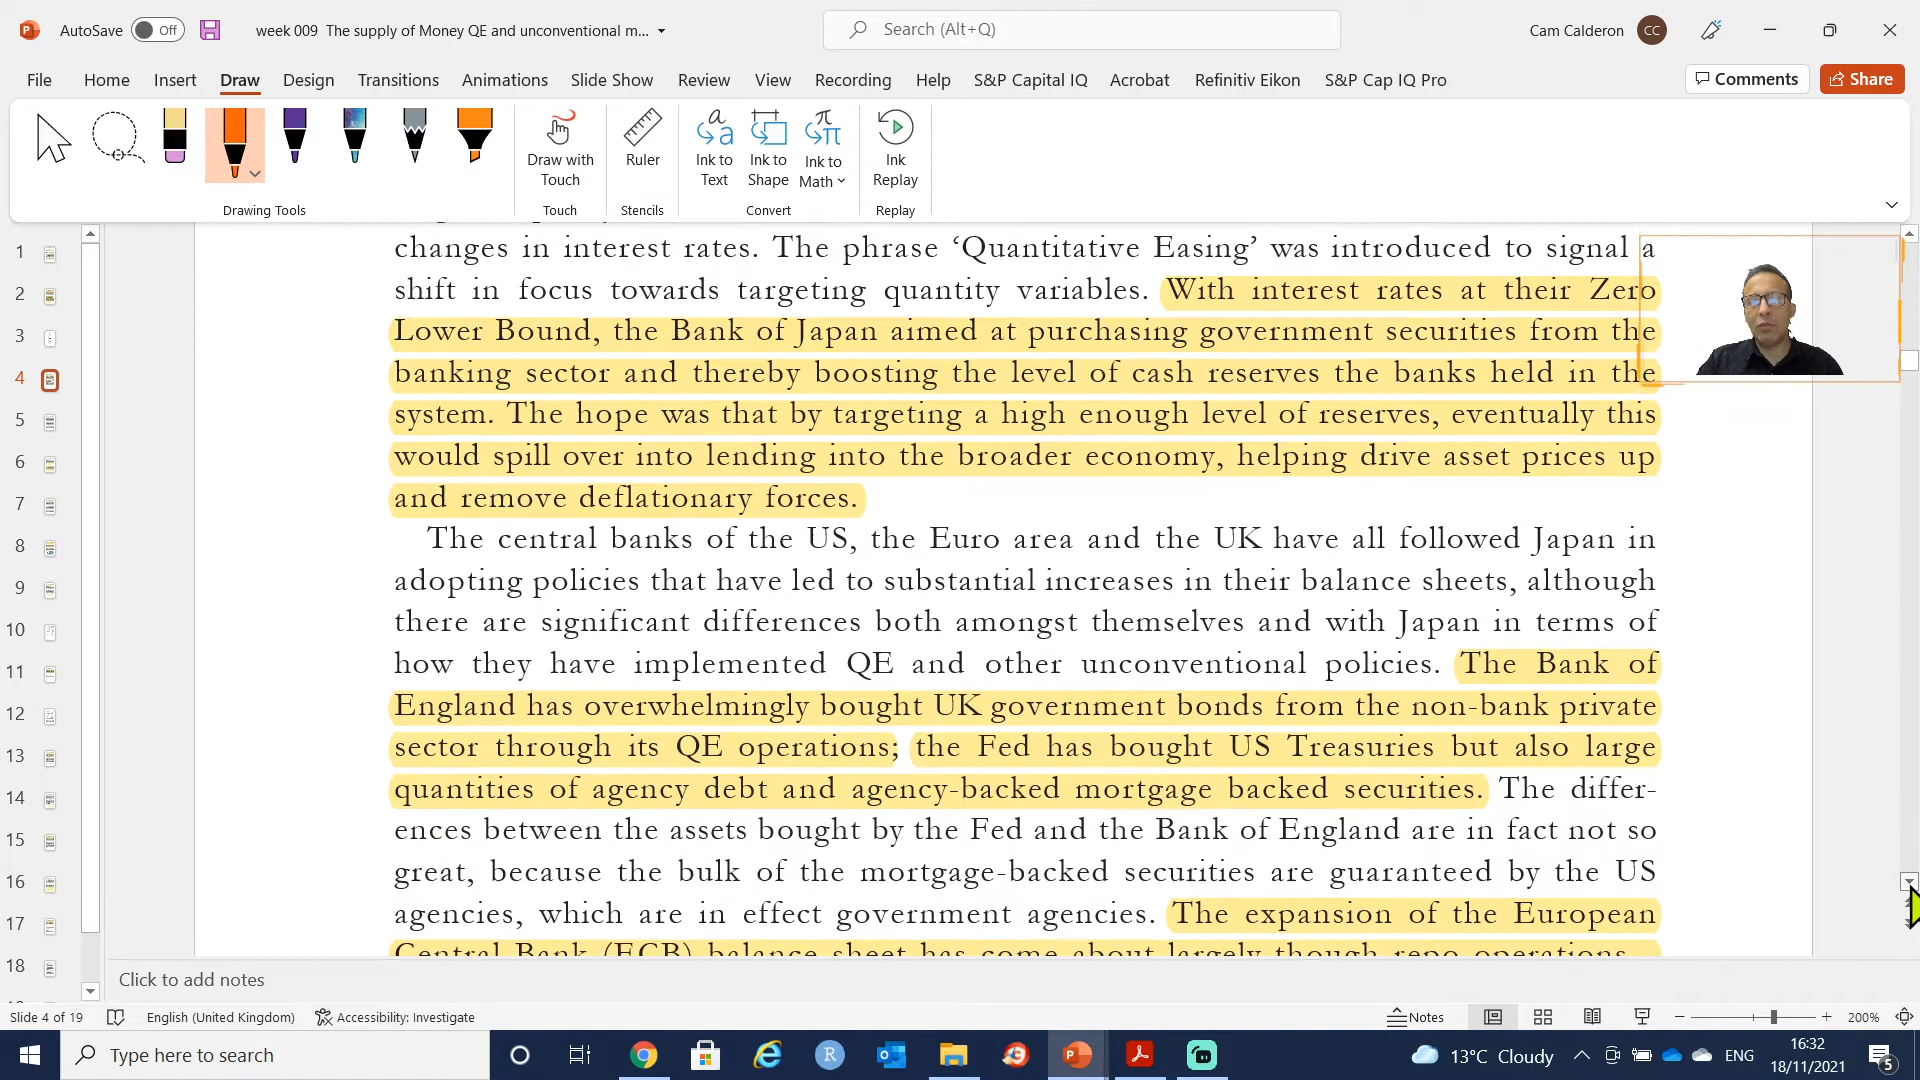 AutoSave Off week 009 The supply of Money QE and unconventional m... Search (Alt+Q) Cam Calderon CC
File Home Insert Draw Design Transitions Animations Slide Show Review View Recording Help S&P Capital IQ Acrobat Refinitiv Eikon S&P Cap IQ Pro Comments Share
Draw with Touch
Ruler
Ink to Text
Ink to Shape
Ink to Math
Ink Replay
Drawing Tools Touch Stencils Convert Replay
1
2
3
4
5
6
7
8
9
10
11
12
13
14
15
16
17
18
changes in interest rates. The phrase ‘Quantitative Easing’ was introduced to signal a
shift in focus towards targeting quantity variables. With interest rates at their Zero
Lower Bound, the Bank of Japan aimed at purchasing government securities from the
banking sector and thereby boosting the level of cash reserves the banks held in the
system. The hope was that by targeting a high enough level of reserves, eventually this
would spill over into lending into the broader economy, helping drive asset prices up
and remove deflationary forces.
The central banks of the US, the Euro area and the UK have all followed Japan in
adopting policies that have led to substantial increases in their balance sheets, although
there are significant differences both amongst themselves and with Japan in terms of
how they have implemented QE and other unconventional policies. The Bank of
England has overwhelmingly bought UK government bonds from the non-bank private
sector through its QE operations; the Fed has bought US Treasuries but also large
quantities of agency debt and agency-backed mortgage backed securities. The differ-
ences between the assets bought by the Fed and the Bank of England are in fact not so
great, because the bulk of the mortgage-backed securities are guaranteed by the US
agencies, which are in effect government agencies. The expansion of the European
Central Bank (ECB) balance sheet has come about largely though repo operations
Click to add notes
Slide 4 of 19 English (United Kingdom) Accessibility: Investigate Notes 200%
Type here to search 13°C Cloudy ENG 16:32
18/11/2021 5